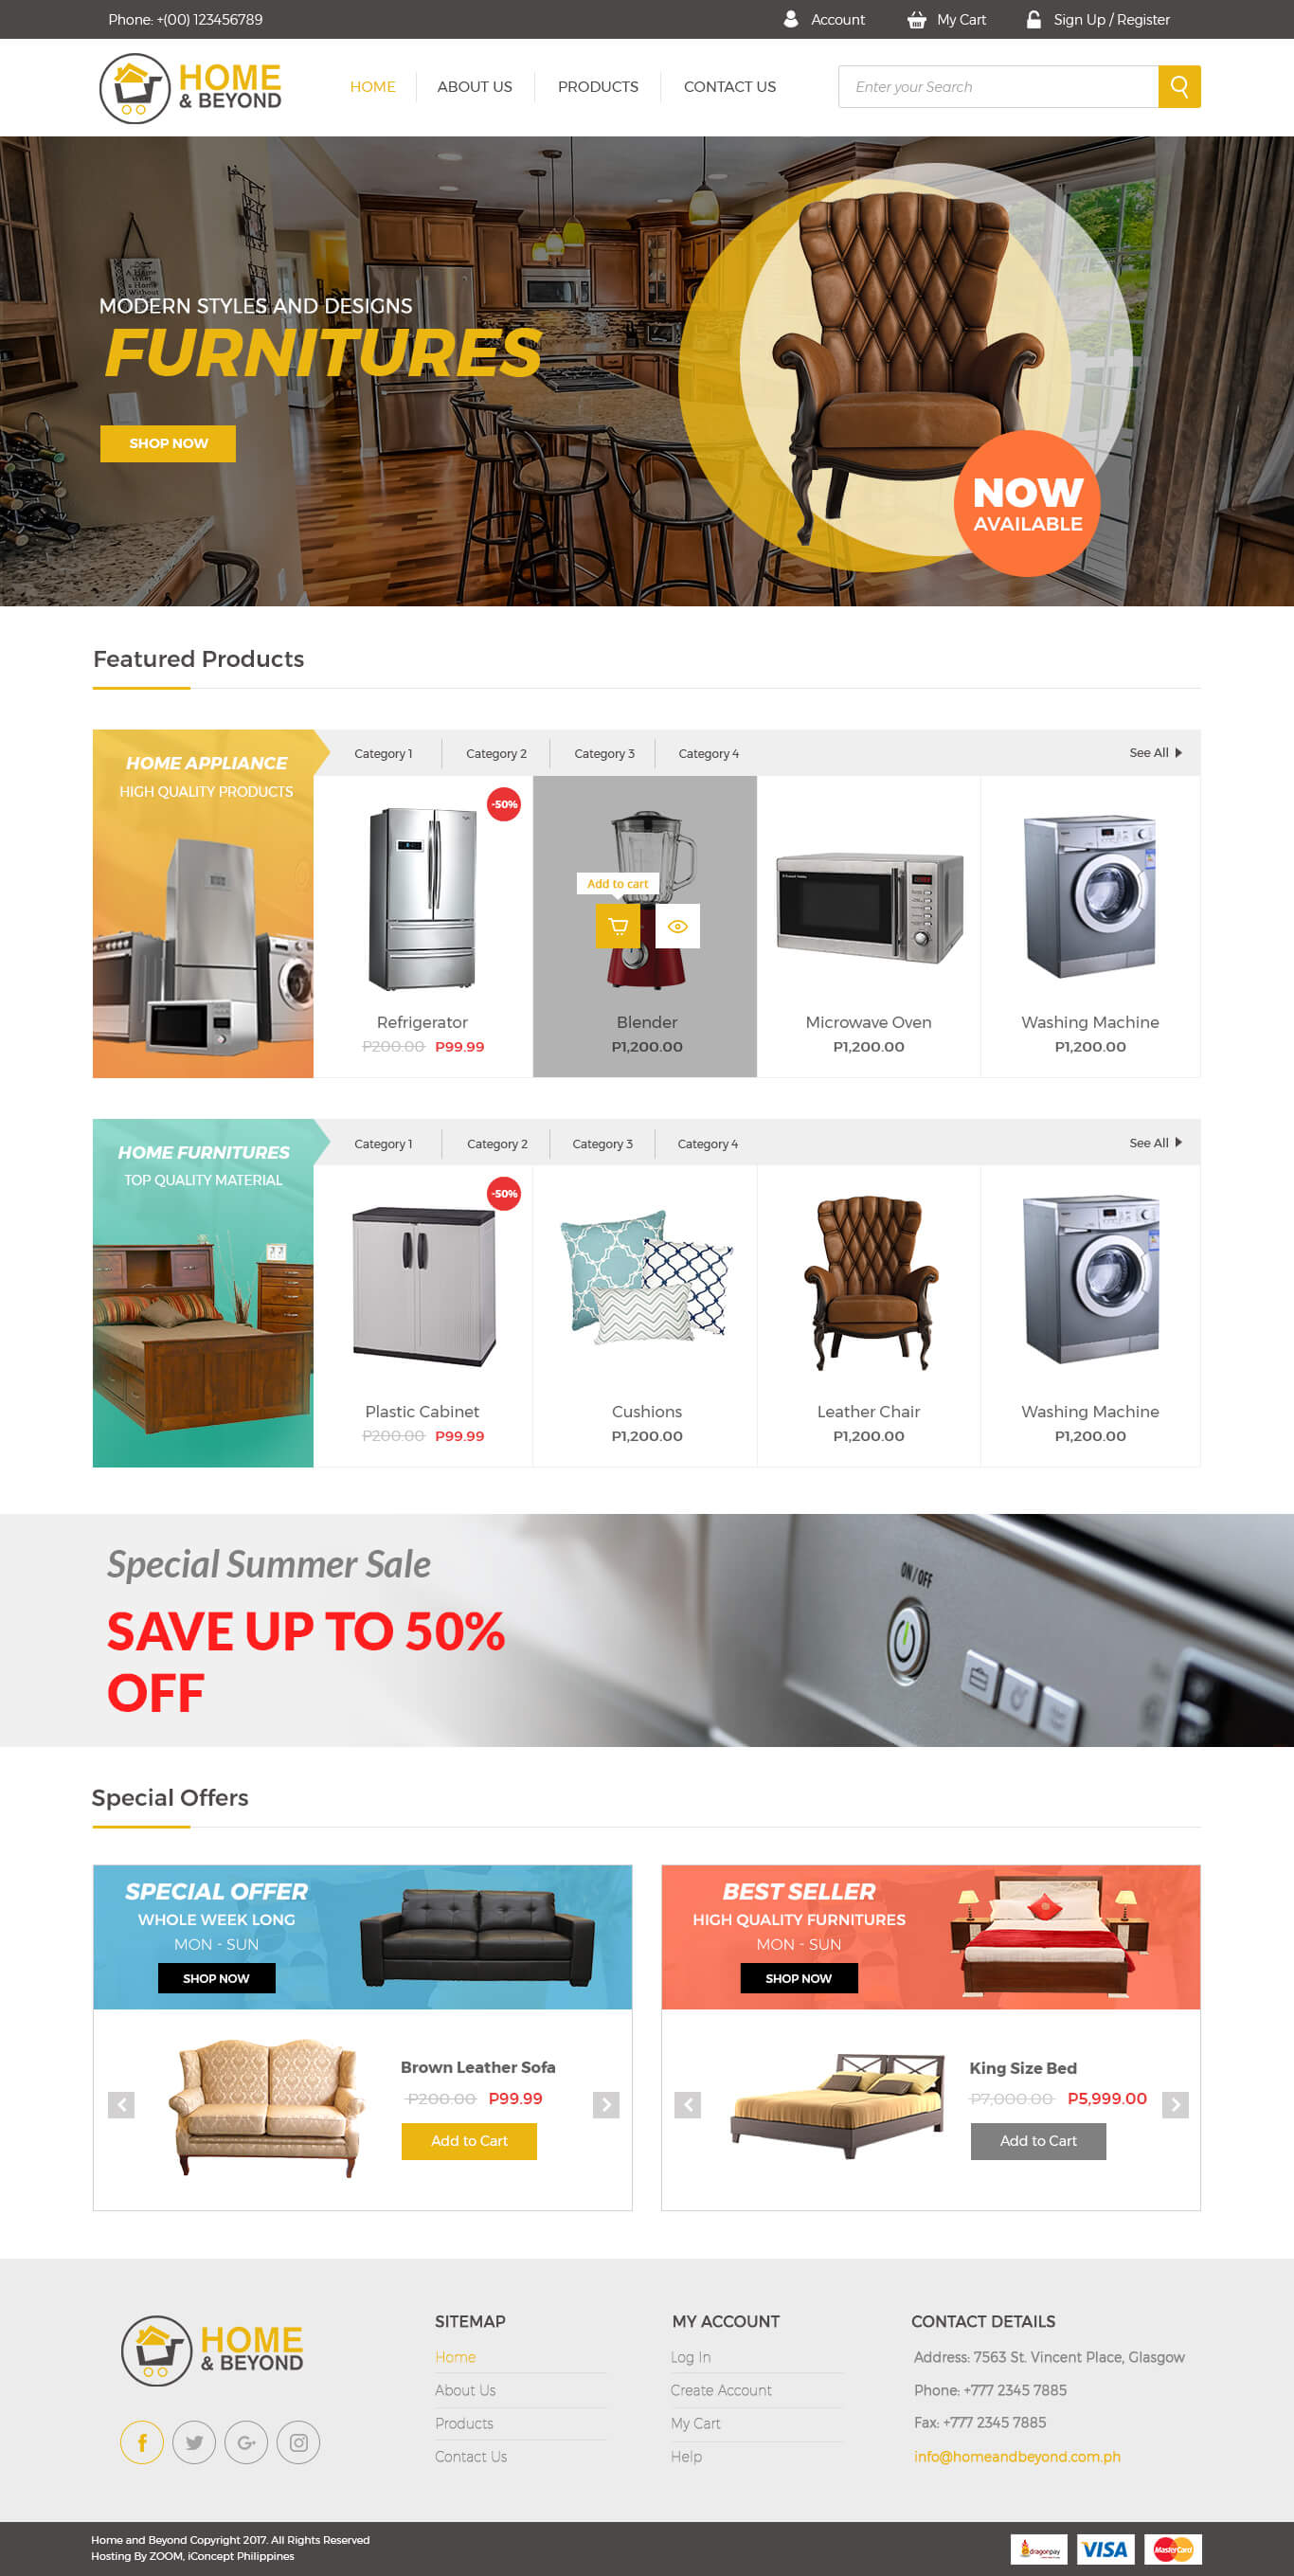 Phone: +(00) 123456789
Account
My Cart
Sign Up / Register
HOME
& BEYOND
HOME
ABOUT US
PRODUCTS
CONTACT US
Enter your Search
MODERN STYLES AND DESIGNS
FURNITURES
SHOP NOW
NOW
AVAILABLE
Featured Products
HOME APPLIANCE
HIGH QUALITY PRODUCTS
Category 1
Category 2
Category 3
Category 4
See All
-50%
Add to cart
Refrigerator
P200.00 P99.99
Blender
P1,200.00
Microwave Oven
P1,200.00
Washing Machine
P1,200.00
HOME FURNITURES
TOP QUALITY MATERIAL
Category 1
Category 2
Category 3
Category 4
See All
-50%
Plastic Cabinet
P200.00 P99.99
Cushions
P1,200.00
Leather Chair
P1,200.00
Washing Machine
P1,200.00
Special Summer Sale
SAVE UP TO 50%
OFF
ON/OFF
Special Offers
SPECIAL OFFER
WHOLE WEEK LONG
MON - SUN
SHOP NOW
BEST SELLER
HIGH QUALITY FURNITURES
MON - SUN
SHOP NOW
Brown Leather Sofa
P200.00 P99.99
Add to Cart
King Size Bed
P7,000.00 P5,999.00
Add to Cart
HOME
& BEYOND
SITEMAP
Home
About Us
Products
Contact Us
MY ACCOUNT
Log In
Create Account
My Cart
Help
CONTACT DETAILS
Address: 7563 St. Vincent Place, Glasgow
Phone: +777 2345 7885
Fax: +777 2345 7885
info@homeandbeyond.com.ph
Home and Beyond Copyright 2017. All Rights Reserved
Hosting By ZOOM, iConcept Philippines
dragonpay
VISA
MasterCard